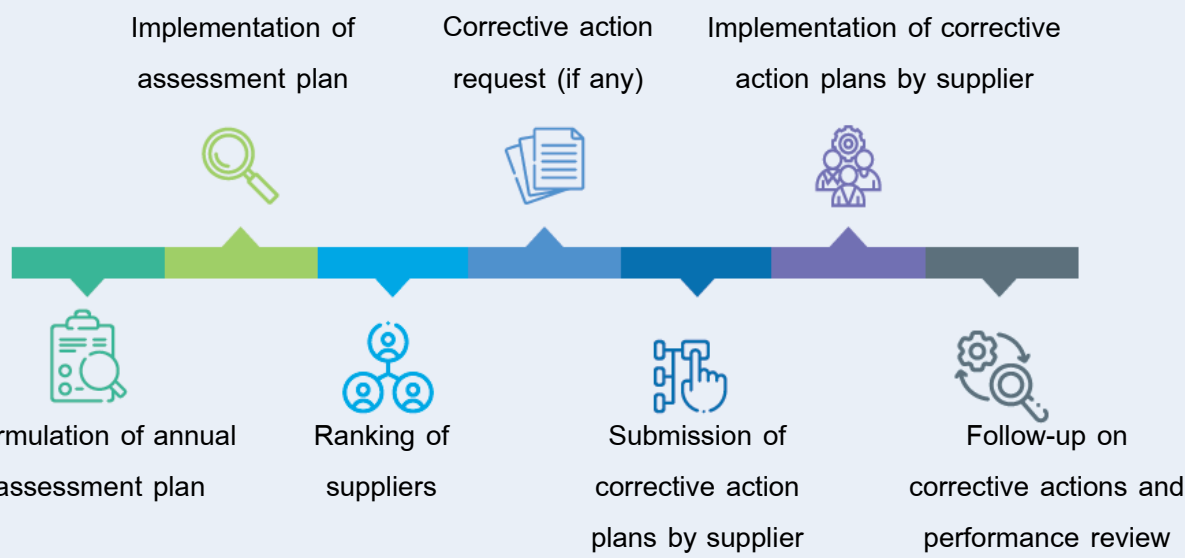 Implementation of
assessment plan
Corrective action
request (if any)
Implementation of corrective
action plans by supplier
rmulation of annual
assessment plan
Ranking of
suppliers
Submission of
corrective action
plans by supplier
Follow-up on
corrective actions and
performance review